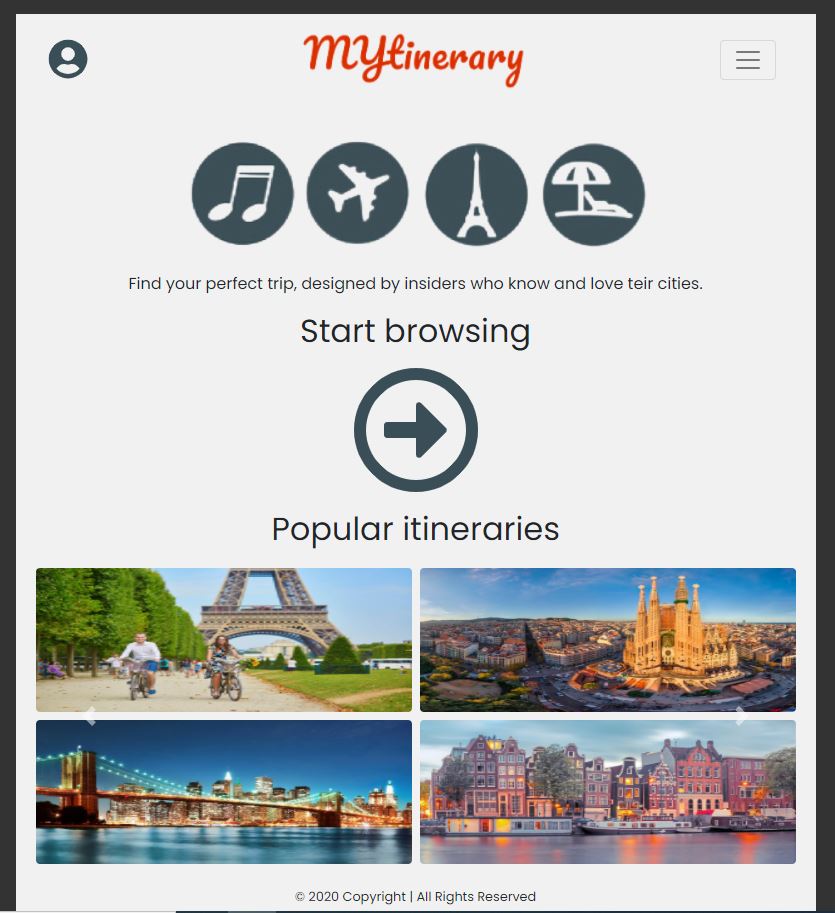 MYtinerary
Find your perfect trip, designed by insiders who know and love teir cities.
Start browsing
Popular itineraries
© 2020 Copyright | All Rights Reserved